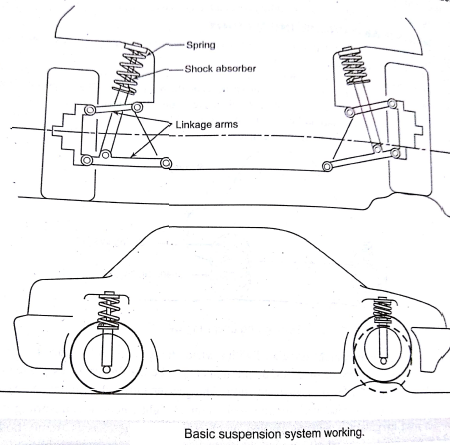 Spring
Shock absorber
Linkage arms
Basic suspension system working.